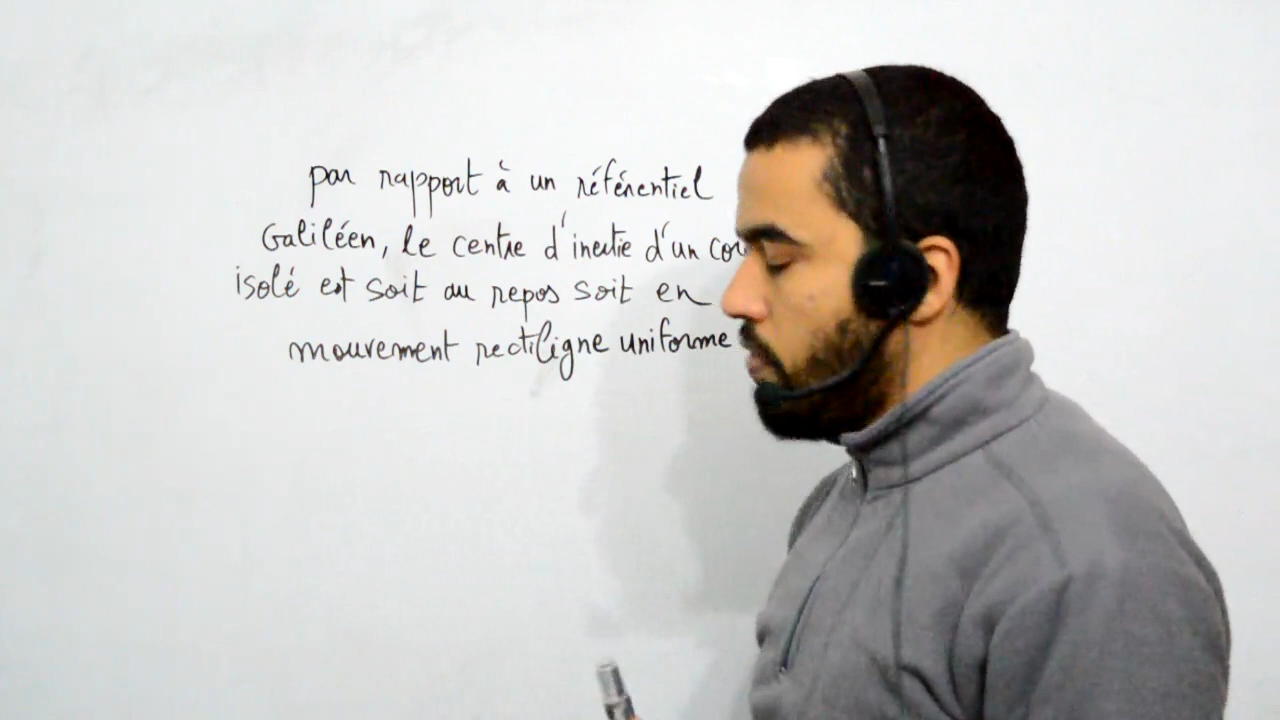 par rapport à un référentiel
Galiléen, le centre d'inertie d'un
isolé est soit au repos soit en
mouvement rectiligne uniforme